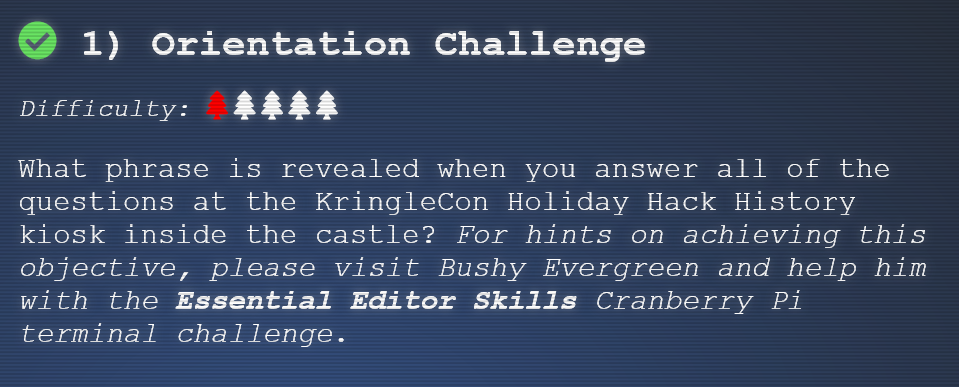 1) Orientation Challenge
Difficulty:
What phrase is revealed when you answer all of the
questions at the KringleCon Holiday Hack History
kiosk inside the castle? For hints on achieving this
objective, please visit Bushy Evergreen and help him
with the Essential Editor Skills Cranberry Pi
terminal challenge.